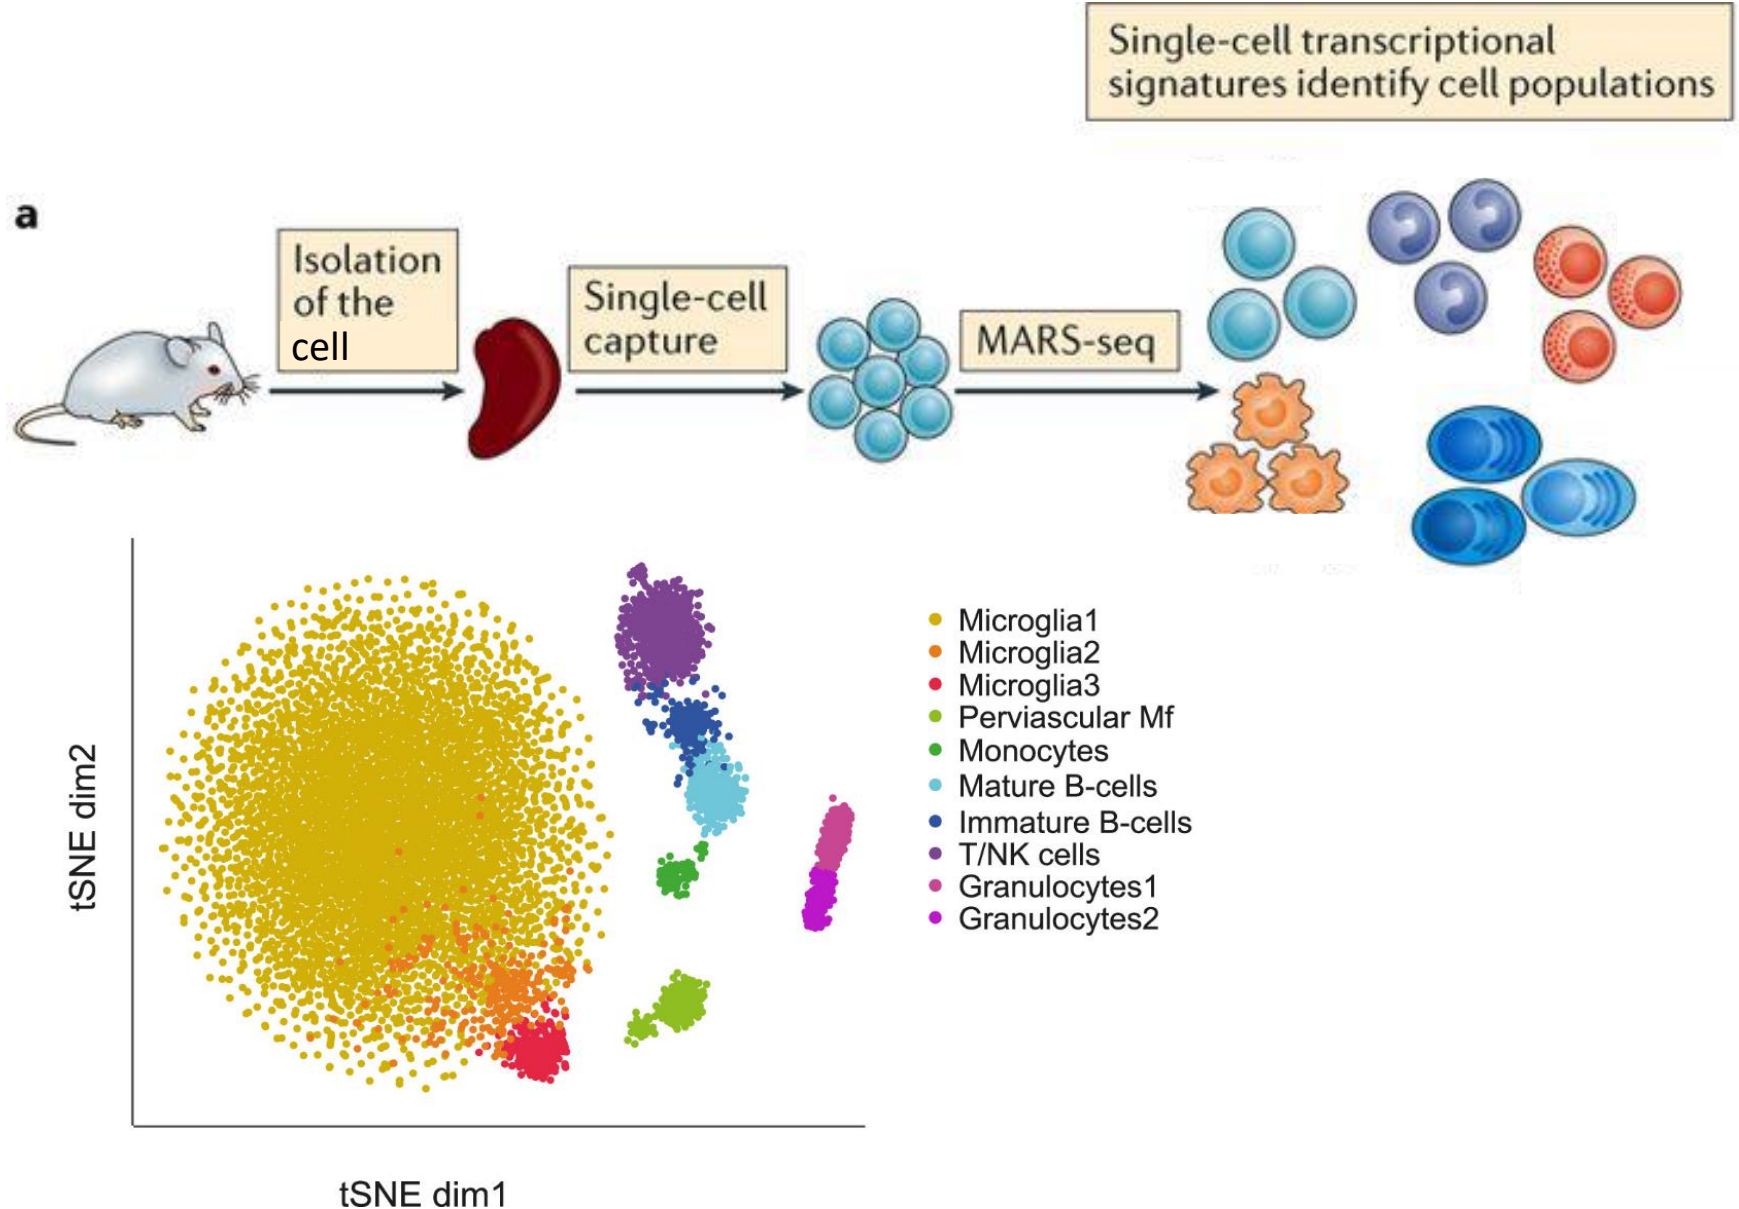 Single-cell transcriptional
signatures identify cell populations
a
Isolation
of the
cell
Single-cell
capture
MARS-seq
tSNE dim2
Microglia1
Microglia2
Microglia3
Perviascular Mf
Monocytes
Mature B-cells
Immature B-cells
T/NK cells
Granulocytes1
Granulocytes2
tSNE dim1